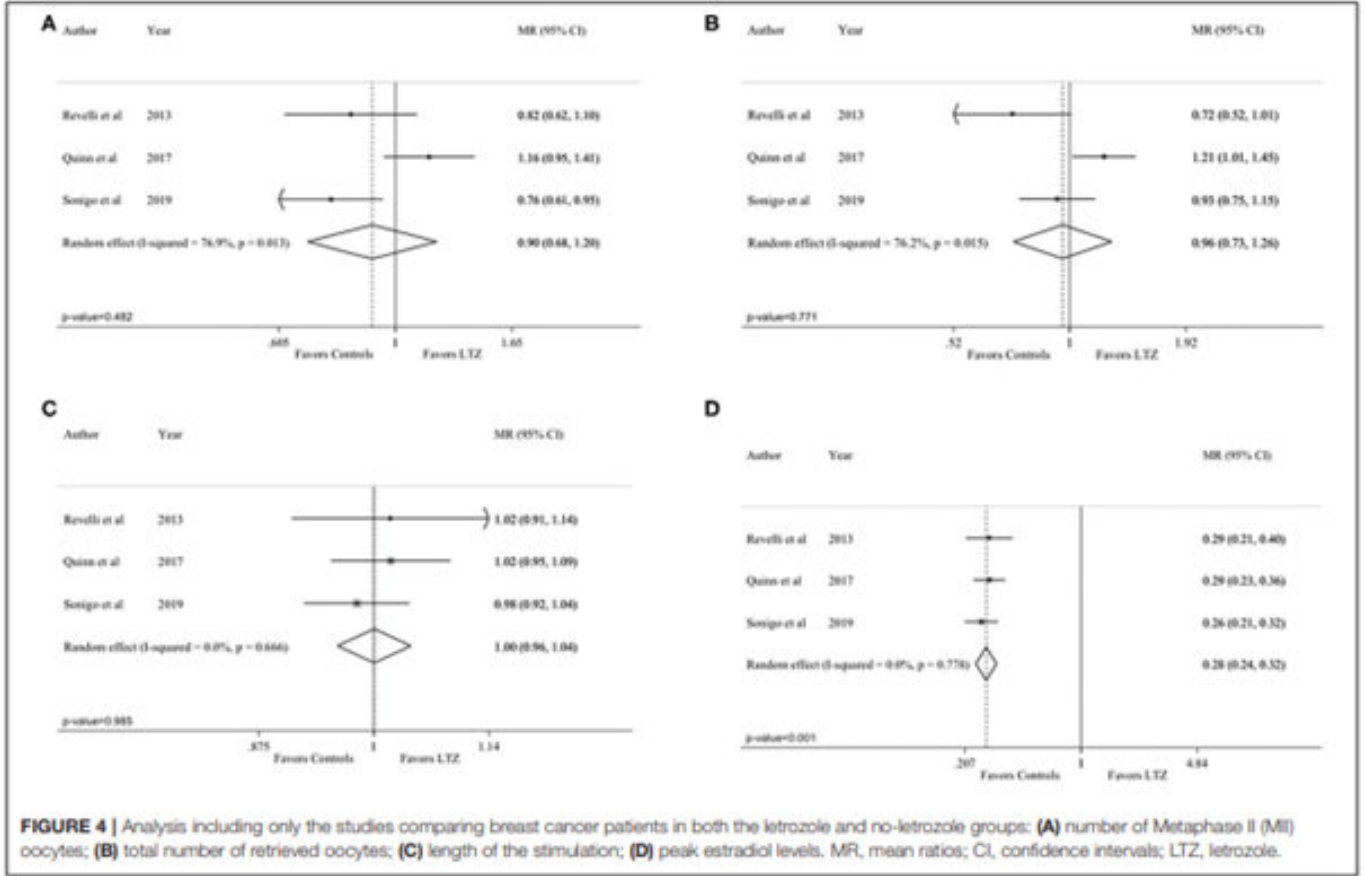 A Author Year MR (95% CI)
Revelli et al 2013 0.82 (0.62, 1.10)
Quinn et al 2017 1.16 (0.95, 1.41)
Sonigo et al 2019 0.76 (0.61, 0.95)
Random effect (I-squared = 76.9%, p = 0.013) 0.90 (0.68, 1.20)
p-value=0.482
.605 1 1.65
Favors Controls Favors LTZ
B Author Year MR (95% CI)
Revelli et al 2013 0.72 (0.52, 1.01)
Quinn et al 2017 1.21 (1.01, 1.45)
Sonigo et al 2019 0.93 (0.75, 1.15)
Random effect (I-squared = 76.2%, p = 0.015) 0.96 (0.73, 1.26)
p-value=0.771
.52 1 1.92
Favors Controls Favors LTZ
C
Author Year MR (95% CI)
Revelli et al 2013 1.02 (0.91, 1.14)
Quinn et al 2017 1.02 (0.95, 1.09)
Sonigo et al 2019 0.98 (0.92, 1.04)
Random effect (I-squared = 0.0%, p = 0.666) 1.00 (0.96, 1.04)
p-value=0.985
.875 1 1.14
Favors Controls Favors LTZ
D
Author Year MR (95% CI)
Revelli et al 2013 0.29 (0.21, 0.40)
Quinn et al 2017 0.29 (0.23, 0.36)
Sonigo et al 2019 0.26 (0.21, 0.32)
Random effect (I-squared = 0.0%, p = 0.778) 0.28 (0.24, 0.32)
p-value=0.001
.207 1 4.84
Favors Controls Favors LTZ
FIGURE 4 | Analysis including only the studies comparing breast cancer patients in both the letrozole and no-letrozole groups: (A) number of Metaphase II (MII)
oocytes; (B) total number of retrieved oocytes; (C) length of the stimulation; (D) peak estradiol levels. MR, mean ratios; CI, confidence intervals; LTZ, letrozole.